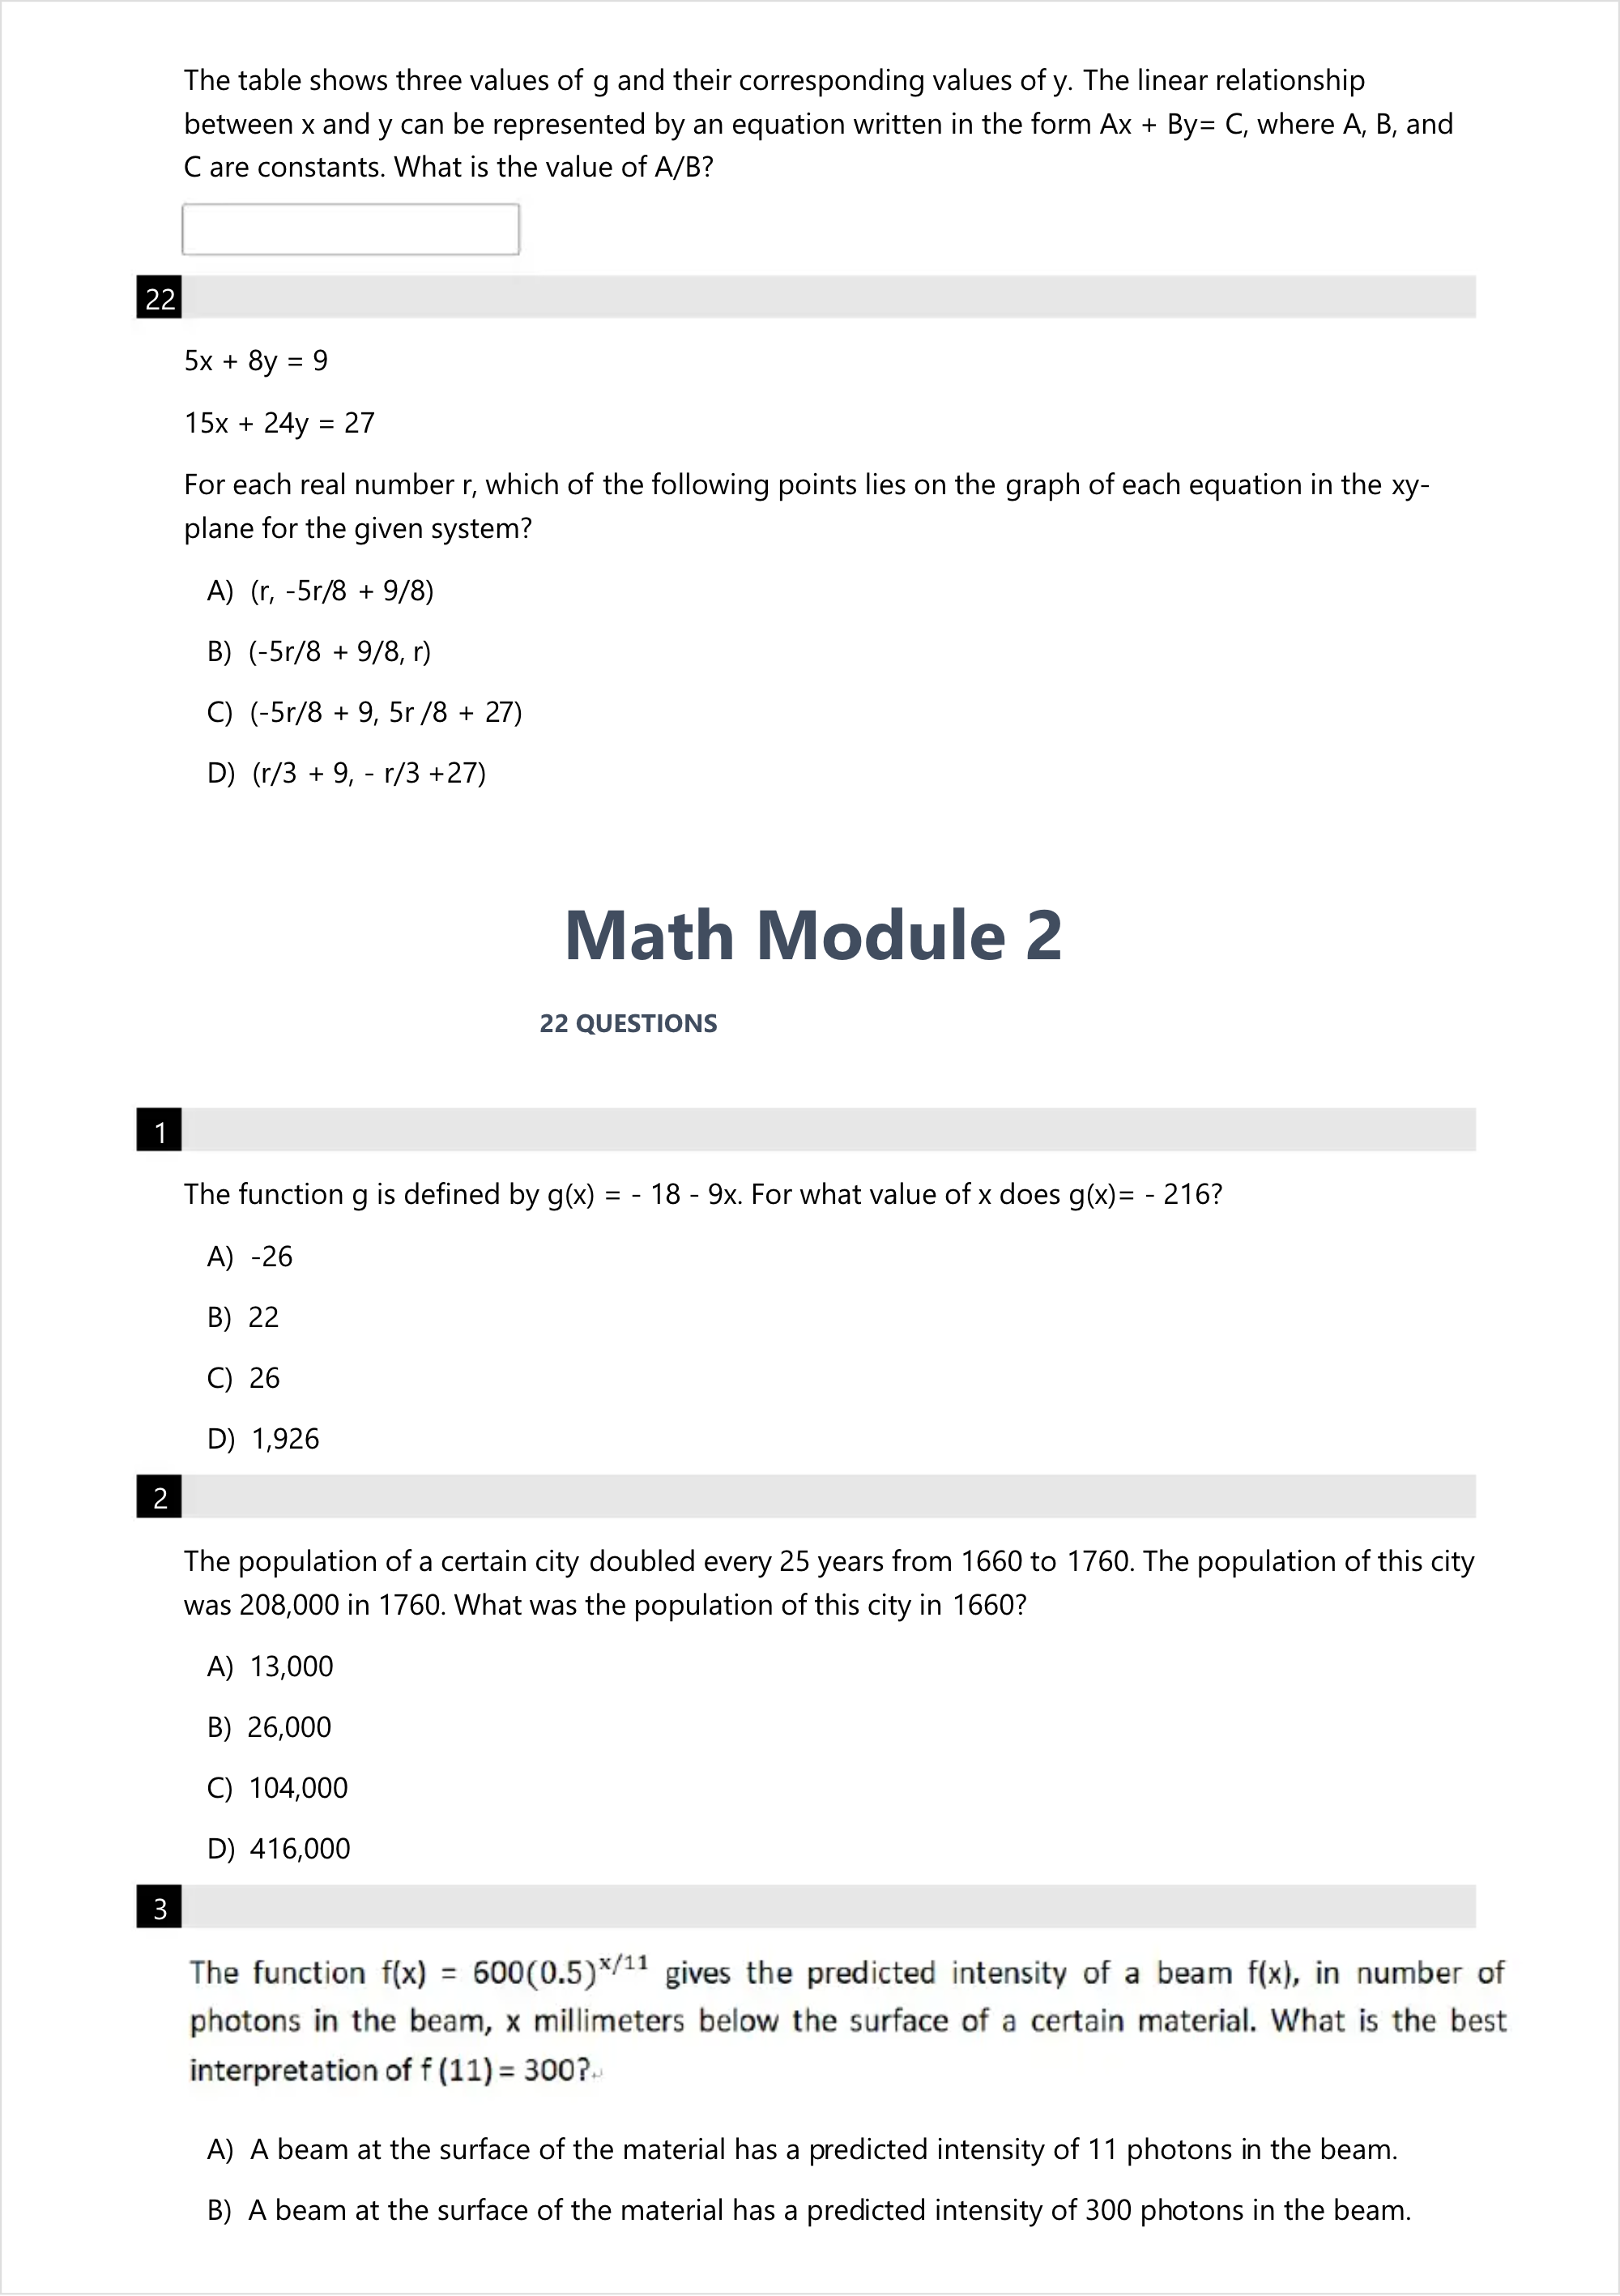 The table shows three values of g and their corresponding values of y. The linear relationship
between x and y can be represented by an equation written in the form Ax + By= C, where A, B, and
C are constants. What is the value of A/B?
22
5x + 8y = 9
15x + 24y = 27
For each real number r, which of the following points lies on the graph of each equation in the xy-
plane for the given system?
A) (r, -5r/8 + 9/8)
B) (-5r/8 + 9/8, r)
C) (-5r/8 + 9, 5r /8 + 27)
D) (r/3 + 9, - r/3 +27)
Math Module 2
22 QUESTIONS
1
The function g is defined by g(x) = - 18 - 9x. For what value of x does g(x)= - 216?
A) -26
B) 22
C) 26
D) 1,926
2
The population of a certain city doubled every 25 years from 1660 to 1760. The population of this city
was 208,000 in 1760. What was the population of this city in 1660?
A) 13,000
B) 26,000
C) 104,000
D) 416,000
3
The function f(x) = 600(0.5)^x/11 gives the predicted intensity of a beam f(x), in number of
photons in the beam, x millimeters below the surface of a certain material. What is the best
interpretation of f (11) = 300?
A) A beam at the surface of the material has a predicted intensity of 11 photons in the beam.
B) A beam at the surface of the material has a predicted intensity of 300 photons in the beam.